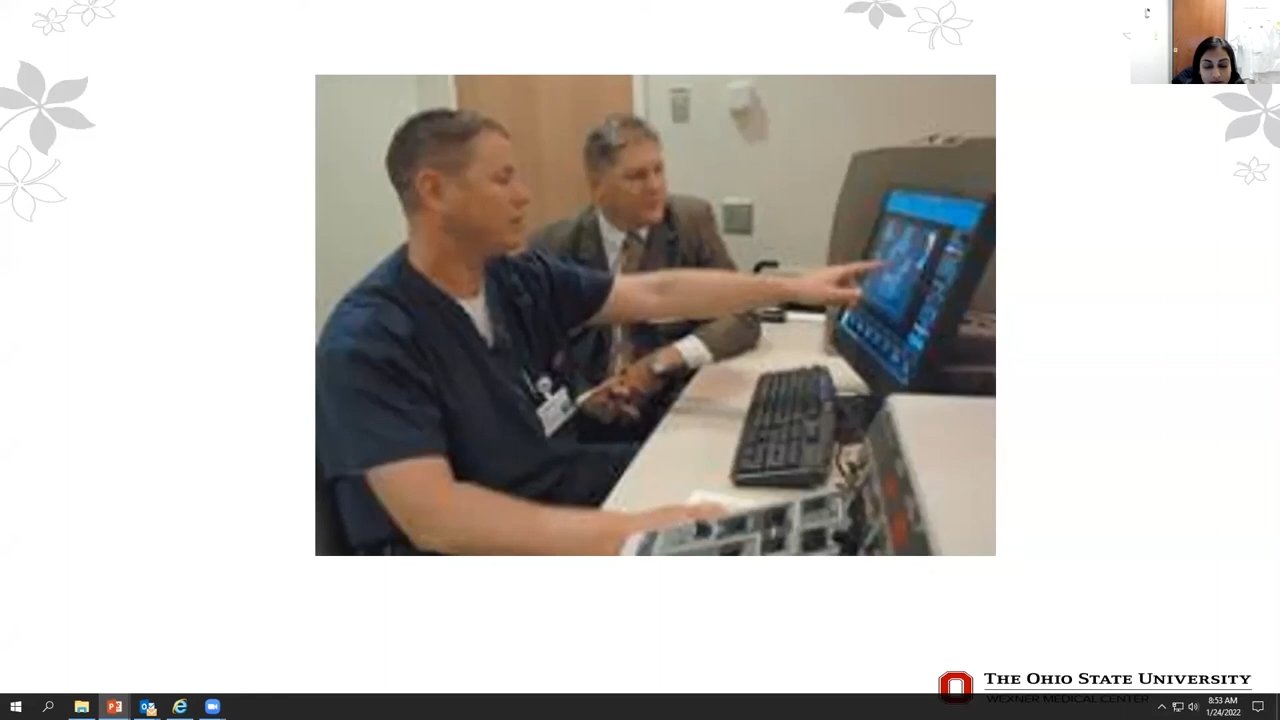 THE OHIO STATE UNIVERSITY
WEXNER MEDICAL CENTER
8:53 AM
1/24/2022